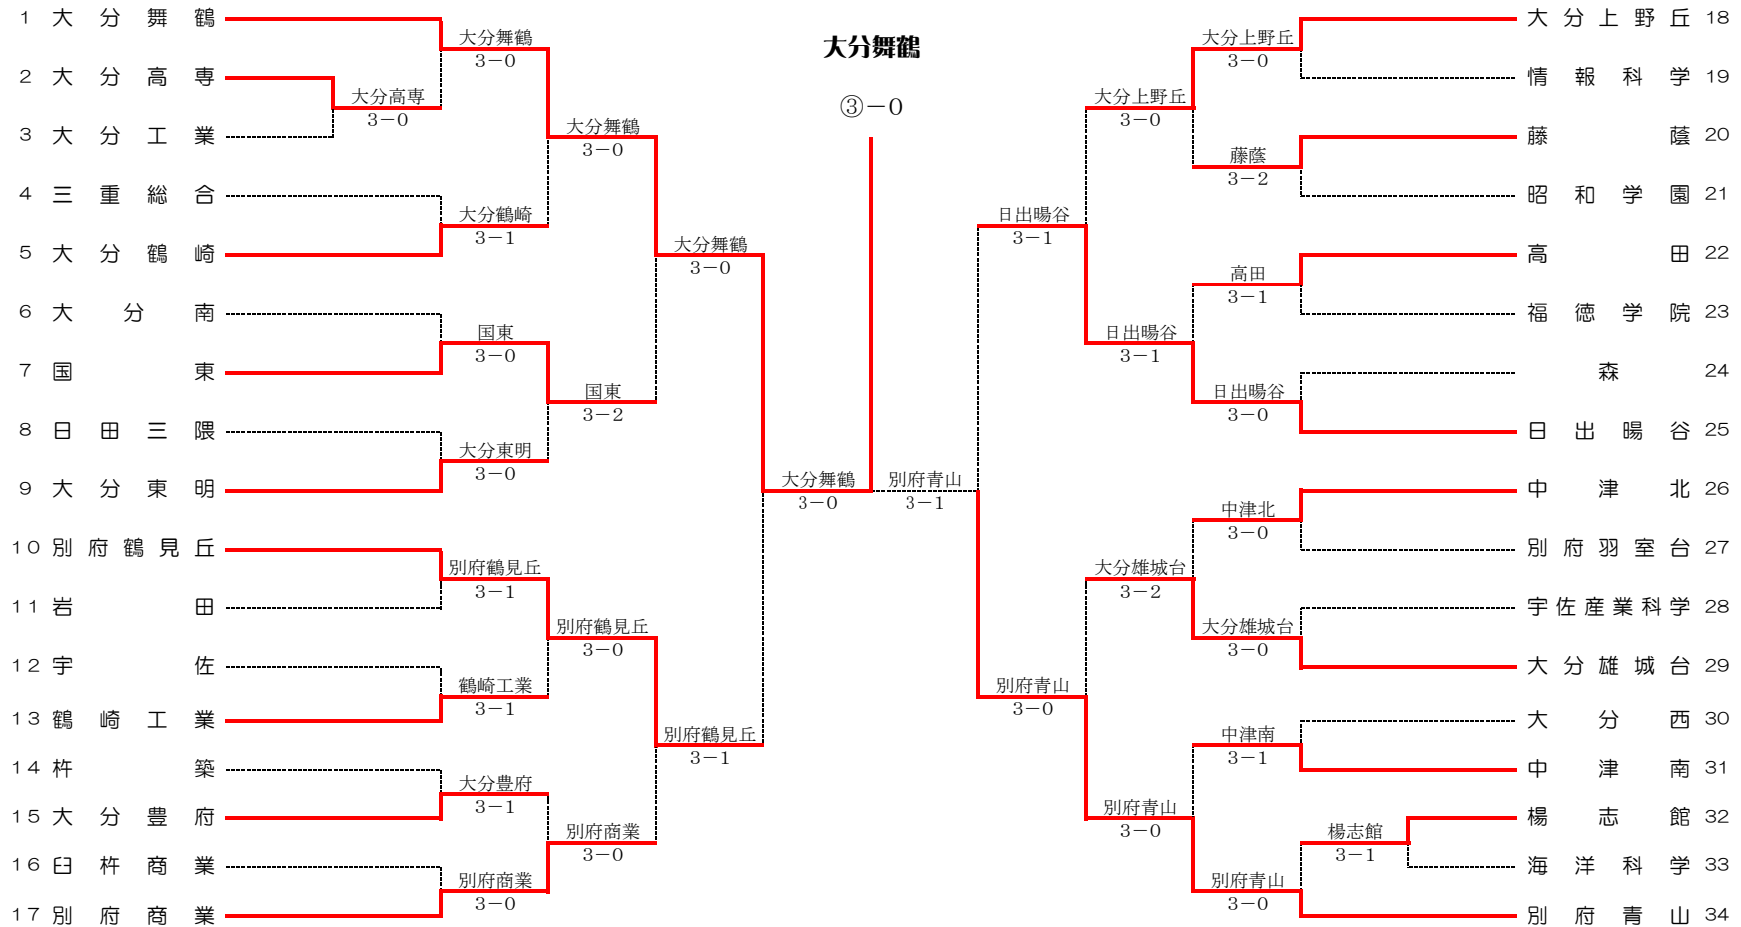 大分舞鶴
③－0
1 大分舞鶴
2 大分高専
3 大分工業
4 三重総合
5 大分鶴崎
6 大分南
7 国東
8 日田三隈
9 大分東明
10 別府鶴見丘
11 岩田
12 宇佐
13 鶴崎工業
14 杵築
15 大分豊府
16 臼杵商業
17 別府商業
大分高専
3－0
大分舞鶴
3－0
大分鶴崎
3－1
国東
3－0
大分東明
3－0
別府鶴見丘
3－1
鶴崎工業
3－1
大分豊府
3－1
別府商業
3－0
大分舞鶴
3－0
国東
3－2
別府鶴見丘
3－0
別府商業
3－0
大分舞鶴
3－0
別府鶴見丘
3－1
大分舞鶴
3－0
別府青山
3－1
日出暘谷
3－1
別府青山
3－0
大分上野丘
3－0
日出暘谷
3－1
大分雄城台
3－2
別府青山
3－0
大分上野丘
3－0
藤蔭
3－2
高田
3－1
日出暘谷
3－0
中津北
3－0
大分雄城台
3－0
中津南
3－1
別府青山
3－0
楊志館
3－1
大分上野丘 18
情報科学 19
藤蔭 20
昭和学園 21
高田 22
福徳学院 23
森 24
日出暘谷 25
中津北 26
別府羽室台 27
宇佐産業科学 28
大分雄城台 29
大分西 30
中津南 31
楊志館 32
海洋科学 33
別府青山 34